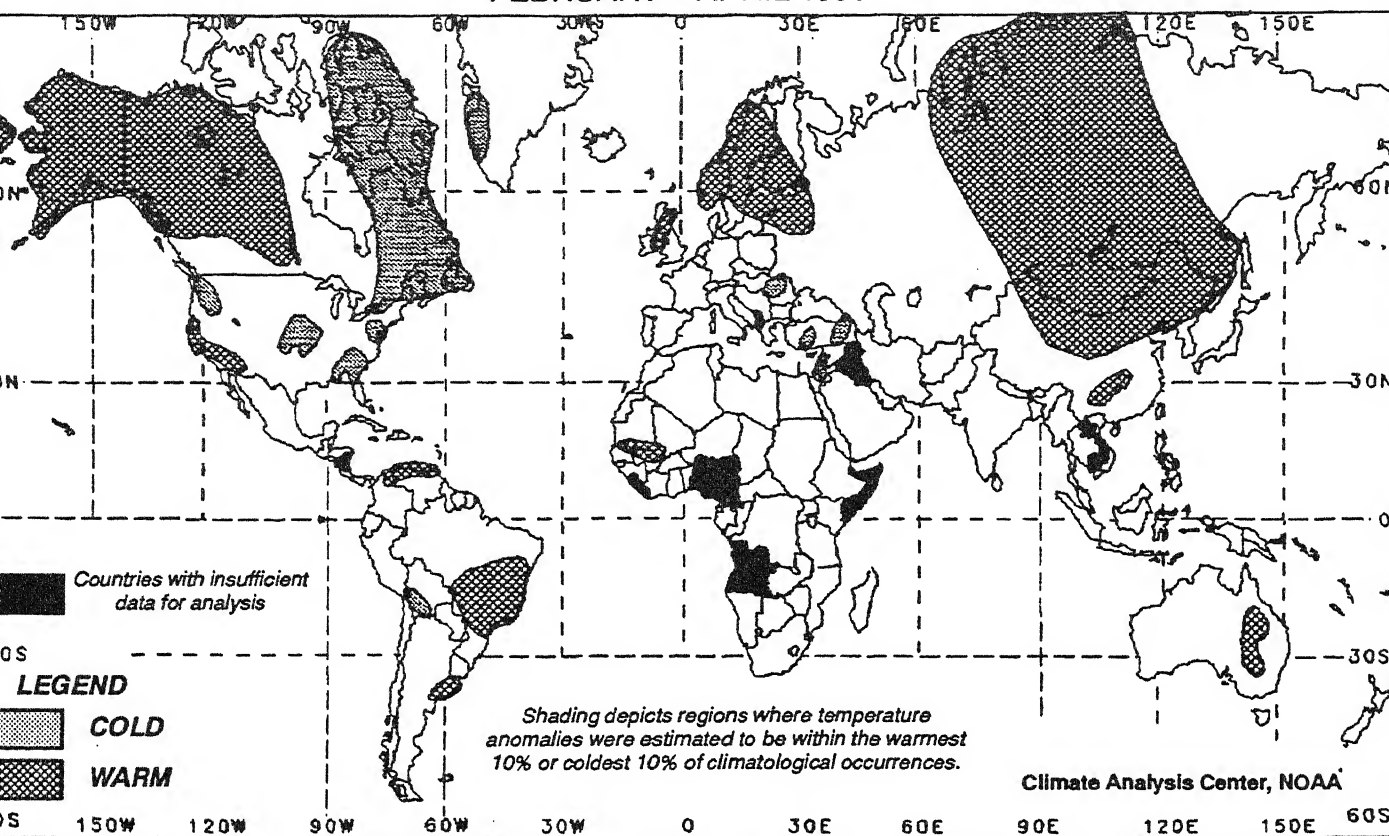 150W 120W 90W 60W 30W 0 30E 60E 90E 120E 150E
60N
30N 30N
0
Countries with insufficient
data for analysis
30S
LEGEND
COLD
WARM
Shading depicts regions where temperature
anomalies were estimated to be within the warmest
10% or coldest 10% of climatological occurrences.
Climate Analysis Center, NOAA
60S
150W 120W 90W 60W 30W 0 30E 60E 90E 120E 150E